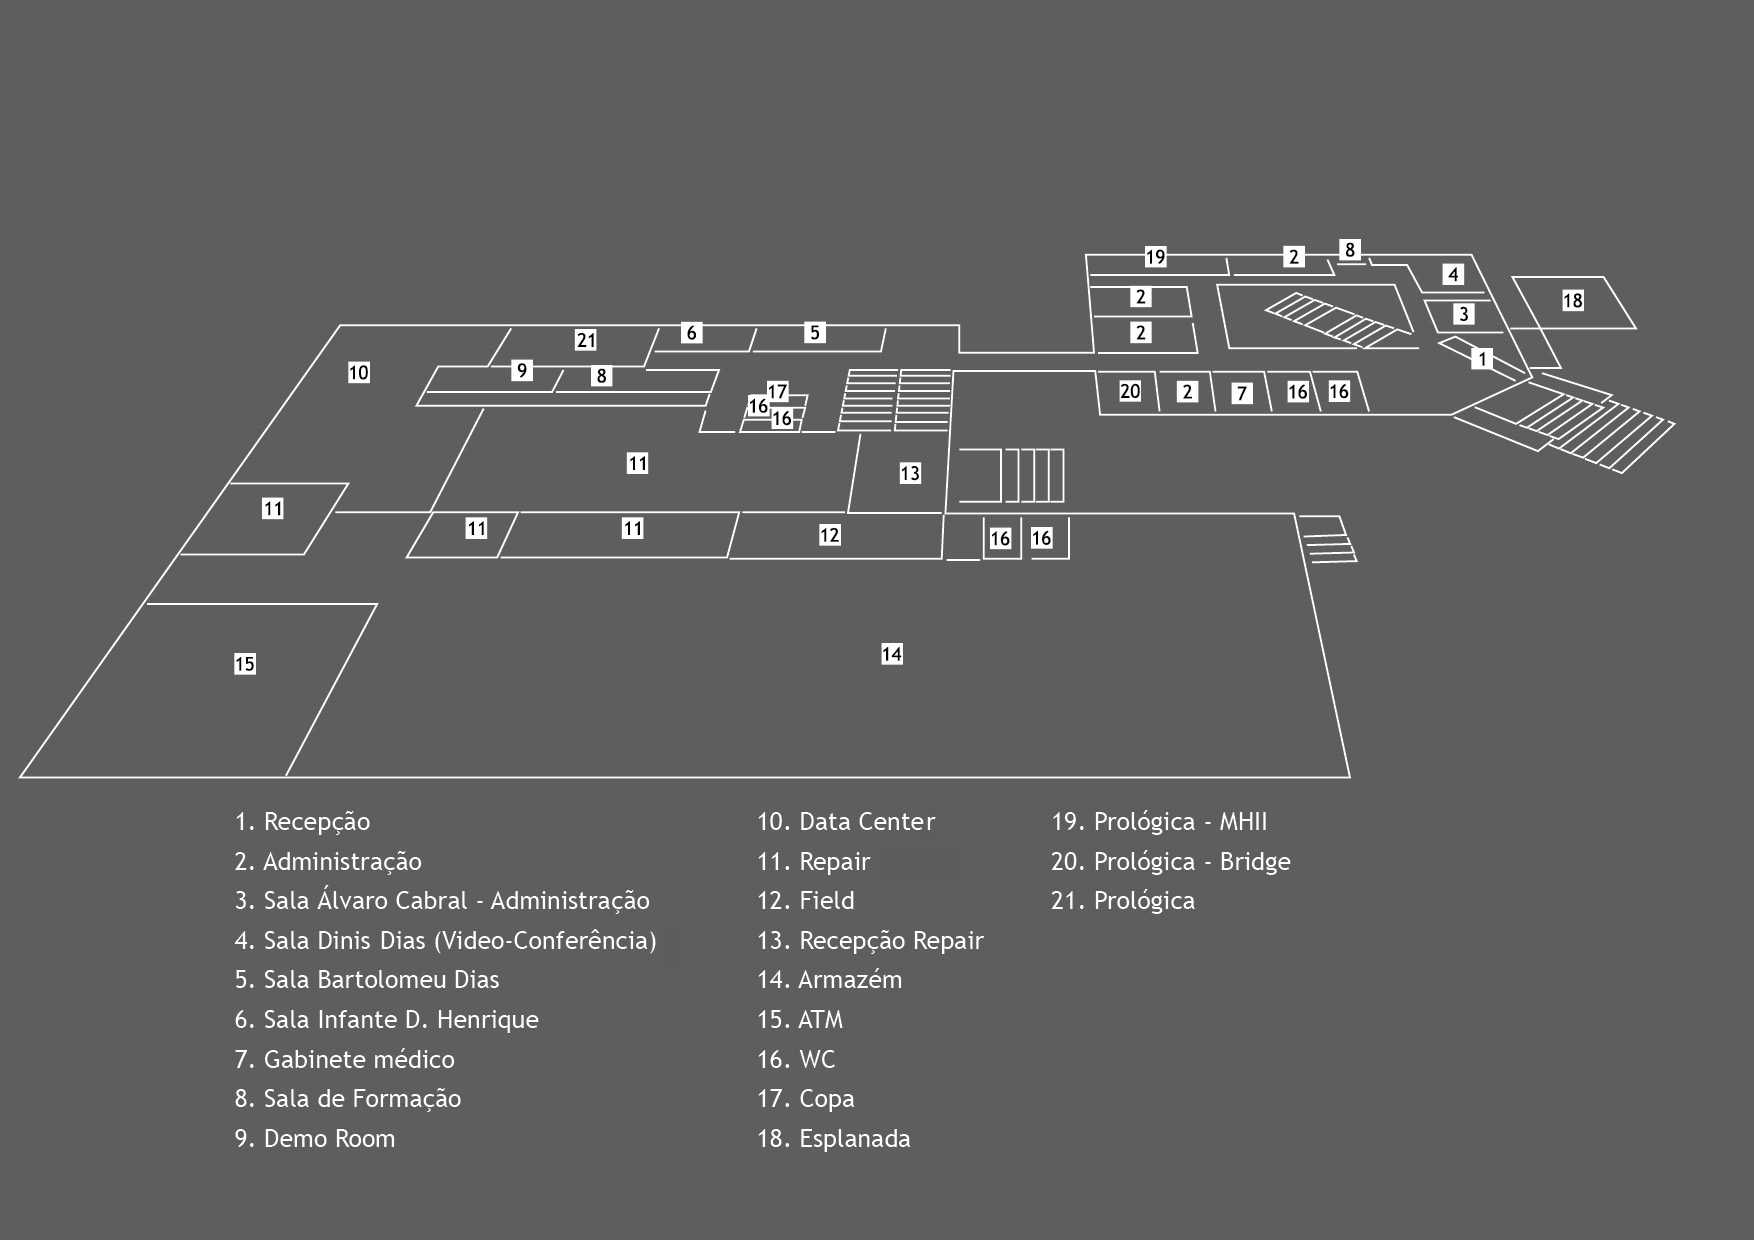 8
19
2
4
2
18
3
21
6
5
2
1
10
9
8
17
20
2
7
16
16
16
16
11
13
11
11
11
12
16
16
15
14
1. Recepção
2. Administração
3. Sala Álvaro Cabral - Administração
4. Sala Dinis Dias (Video-Conferência)
5. Sala Bartolomeu Dias
6. Sala Infante D. Henrique
7. Gabinete médico
8. Sala de Formação
9. Demo Room
10. Data Center
11. Repair
12. Field
13. Recepção Repair
14. Armazém
15. ATM
16. WC
17. Copa
18. Esplanada
19. Prológica - MHII
20. Prológica - Bridge
21. Prológica